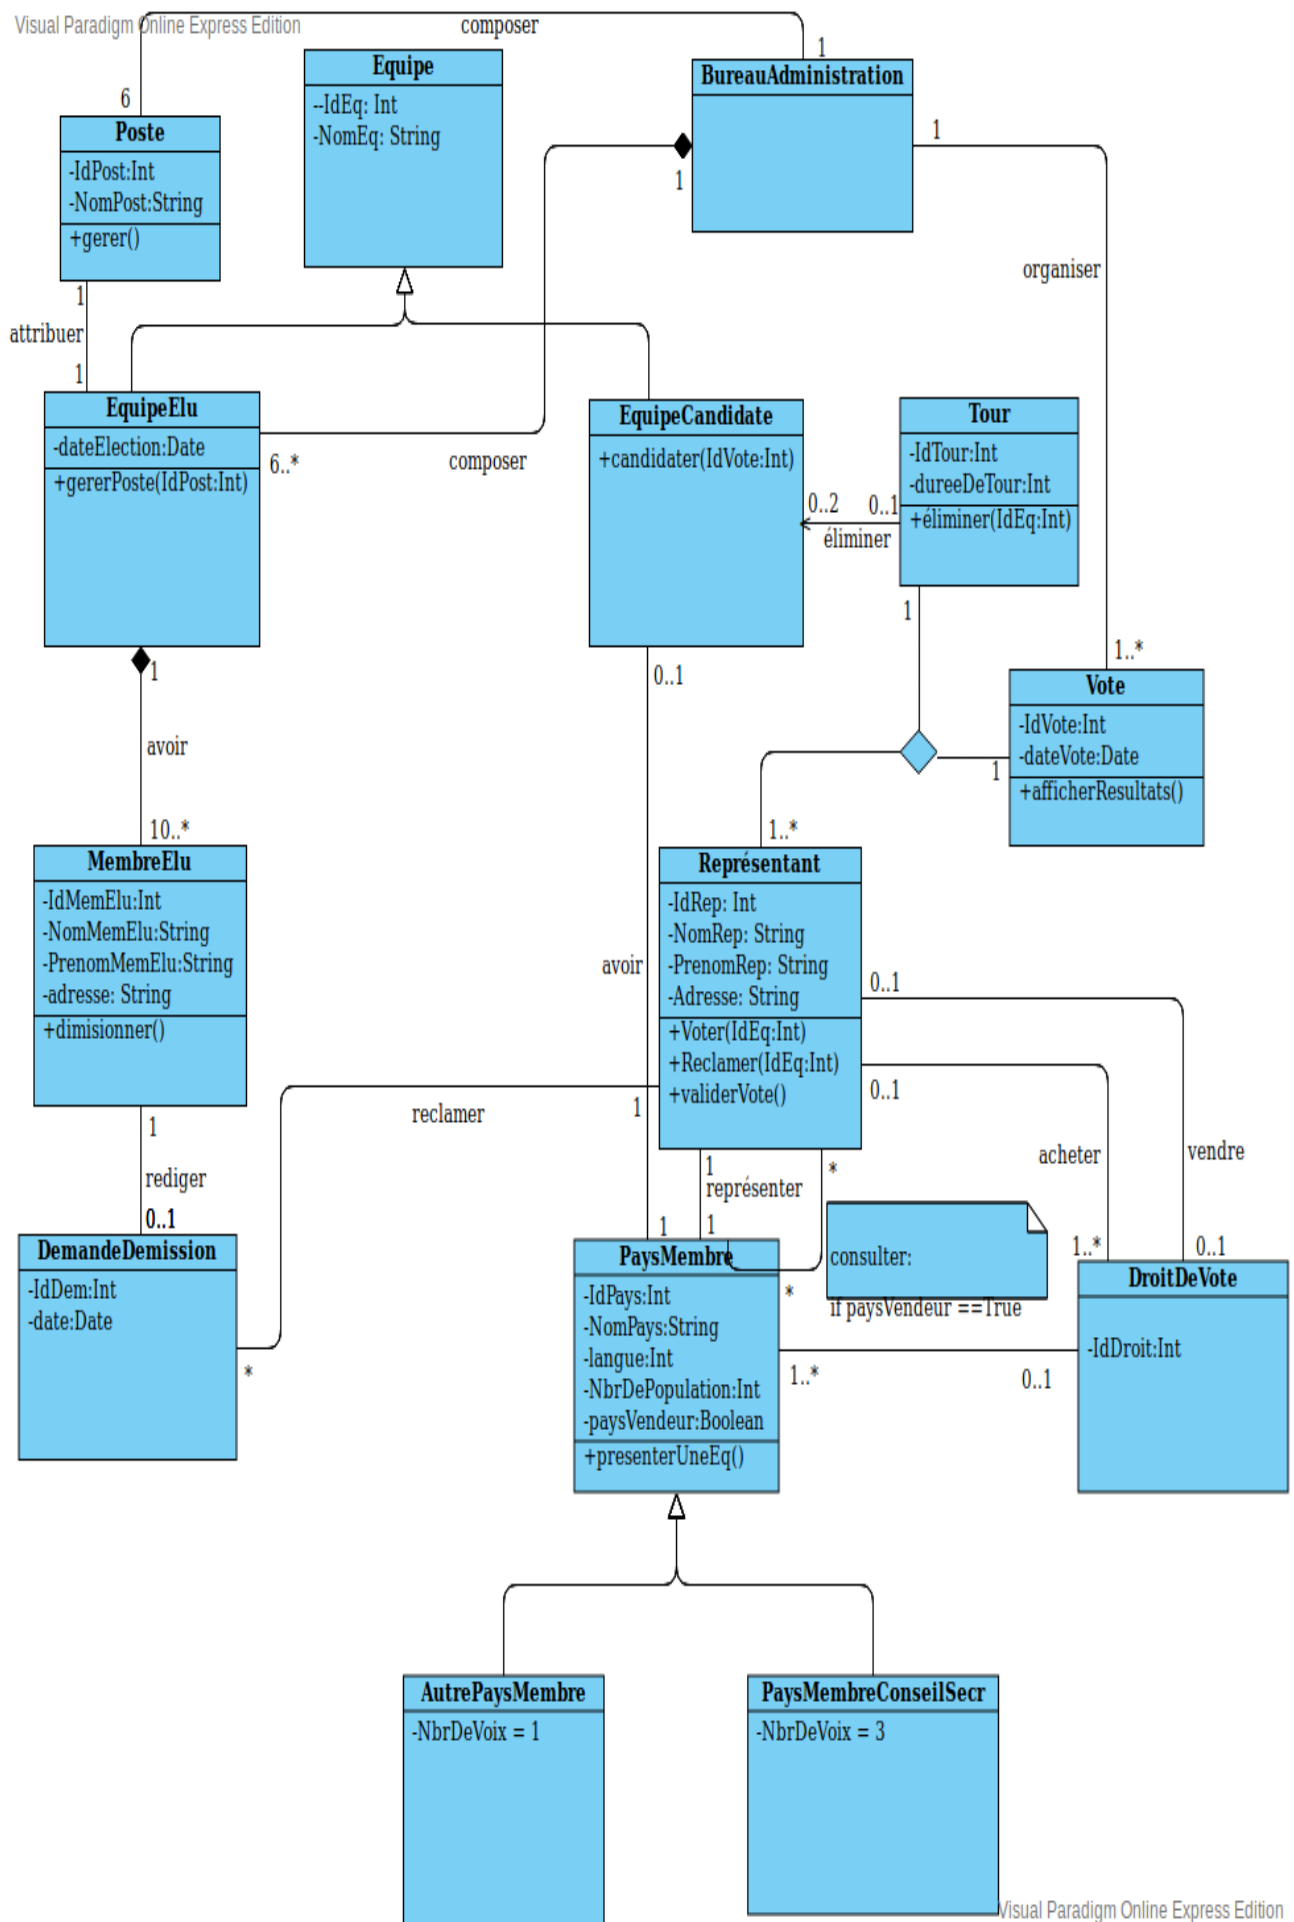 Visual Paradigm Online Express Edition
composer
1
6
Equipe
--IdEq: Int
-NomEq: String
BureauAdministration
1
1
Poste
-IdPost:Int
-NomPost:String
+gerer()
organiser
1
attribuer
1
EquipeElu
-dateElection:Date
+gererPoste(IdPost:Int)
6..*
composer
EquipeCandidate
+candidater(IdVote:Int)
Tour
-IdTour:Int
-dureeDeTour:Int
+éliminer(IdEq:Int)
0..2
0..1
éliminer
1
1..*
1
0..1
Vote
-IdVote:Int
-dateVote:Date
+afficherResultats()
avoir
1
10..*
1..*
MembreElu
-IdMemElu:Int
-NomMemElu:String
-PrenomMemElu:String
-adresse: String
+dimisionner()
Représentant
-IdRep: Int
-NomRep: String
-PrenomRep: String
-Adresse: String
+Voter(IdEq:Int)
+Reclamer(IdEq:Int)
+validerVote()
avoir
0..1
0..1
reclamer
1
1
rediger
0..1
acheter
vendre
1
représenter
1
*
1
consulter:
if paysVendeur ==True
1..*
0..1
DemandeDemission
-IdDem:Int
-date:Date
*
PaysMembre
-IdPays:Int
-NomPays:String
-langue:Int
-NbrDePopulation:Int
-paysVendeur:Boolean
+presenterUneEq()
*
1..*
0..1
DroitDeVote
-IdDroit:Int
AutrePaysMembre
-NbrDeVoix = 1
PaysMembreConseilSecr
-NbrDeVoix = 3
Visual Paradigm Online Express Edition